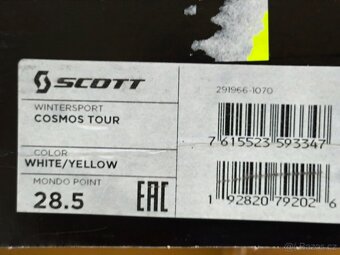 SCOTT
WINTERSPORT
COSMOS TOUR
COLOR
WHITE/YELLOW
MONDO POINT
28.5
EAC
291966-1070
7 615523 593347
1 92820 79202 6